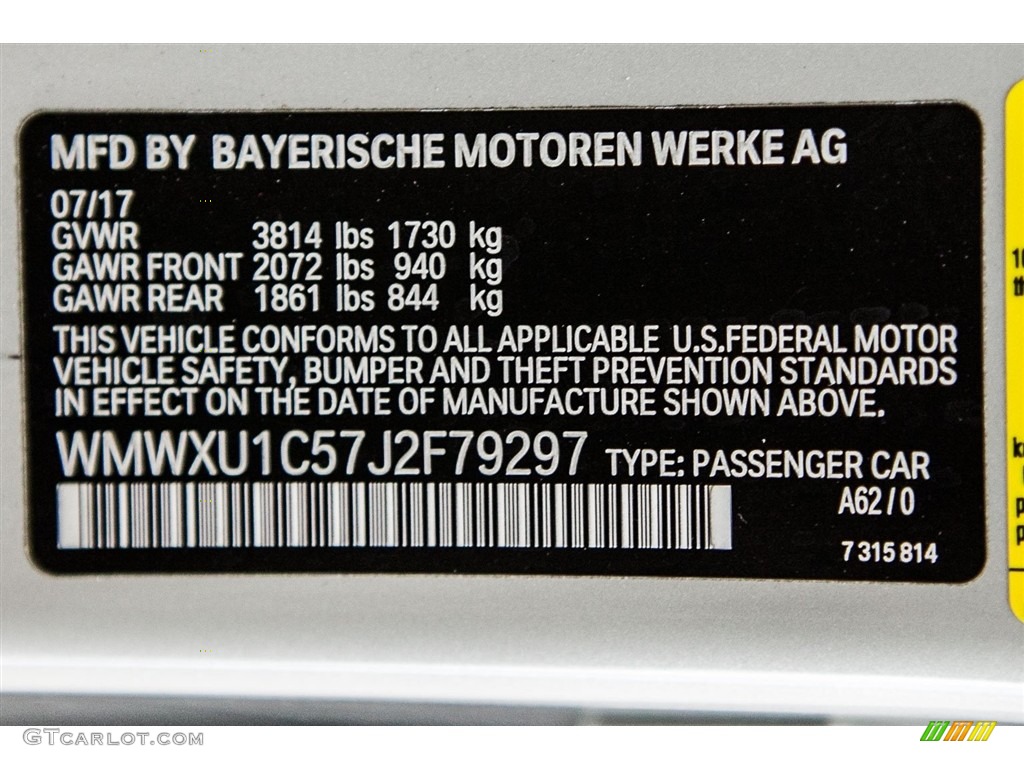 MFD BY BAYERISCHE MOTOREN WERKE AG
07/17
GVWR 3814 lbs 1730 kg
GAWR FRONT 2072 lbs 940 kg
GAWR REAR 1861 lbs 844 kg
THIS VEHICLE CONFORMS TO ALL APPLICABLE U.S.FEDERAL MOTOR
VEHICLE SAFETY, BUMPER AND THEFT PREVENTION STANDARDS
IN EFFECT ON THE DATE OF MANUFACTURE SHOWN ABOVE.
WMWXU1C57J2F79297 TYPE: PASSENGER CAR
A62/0
7 315 814
GTCarlot.com